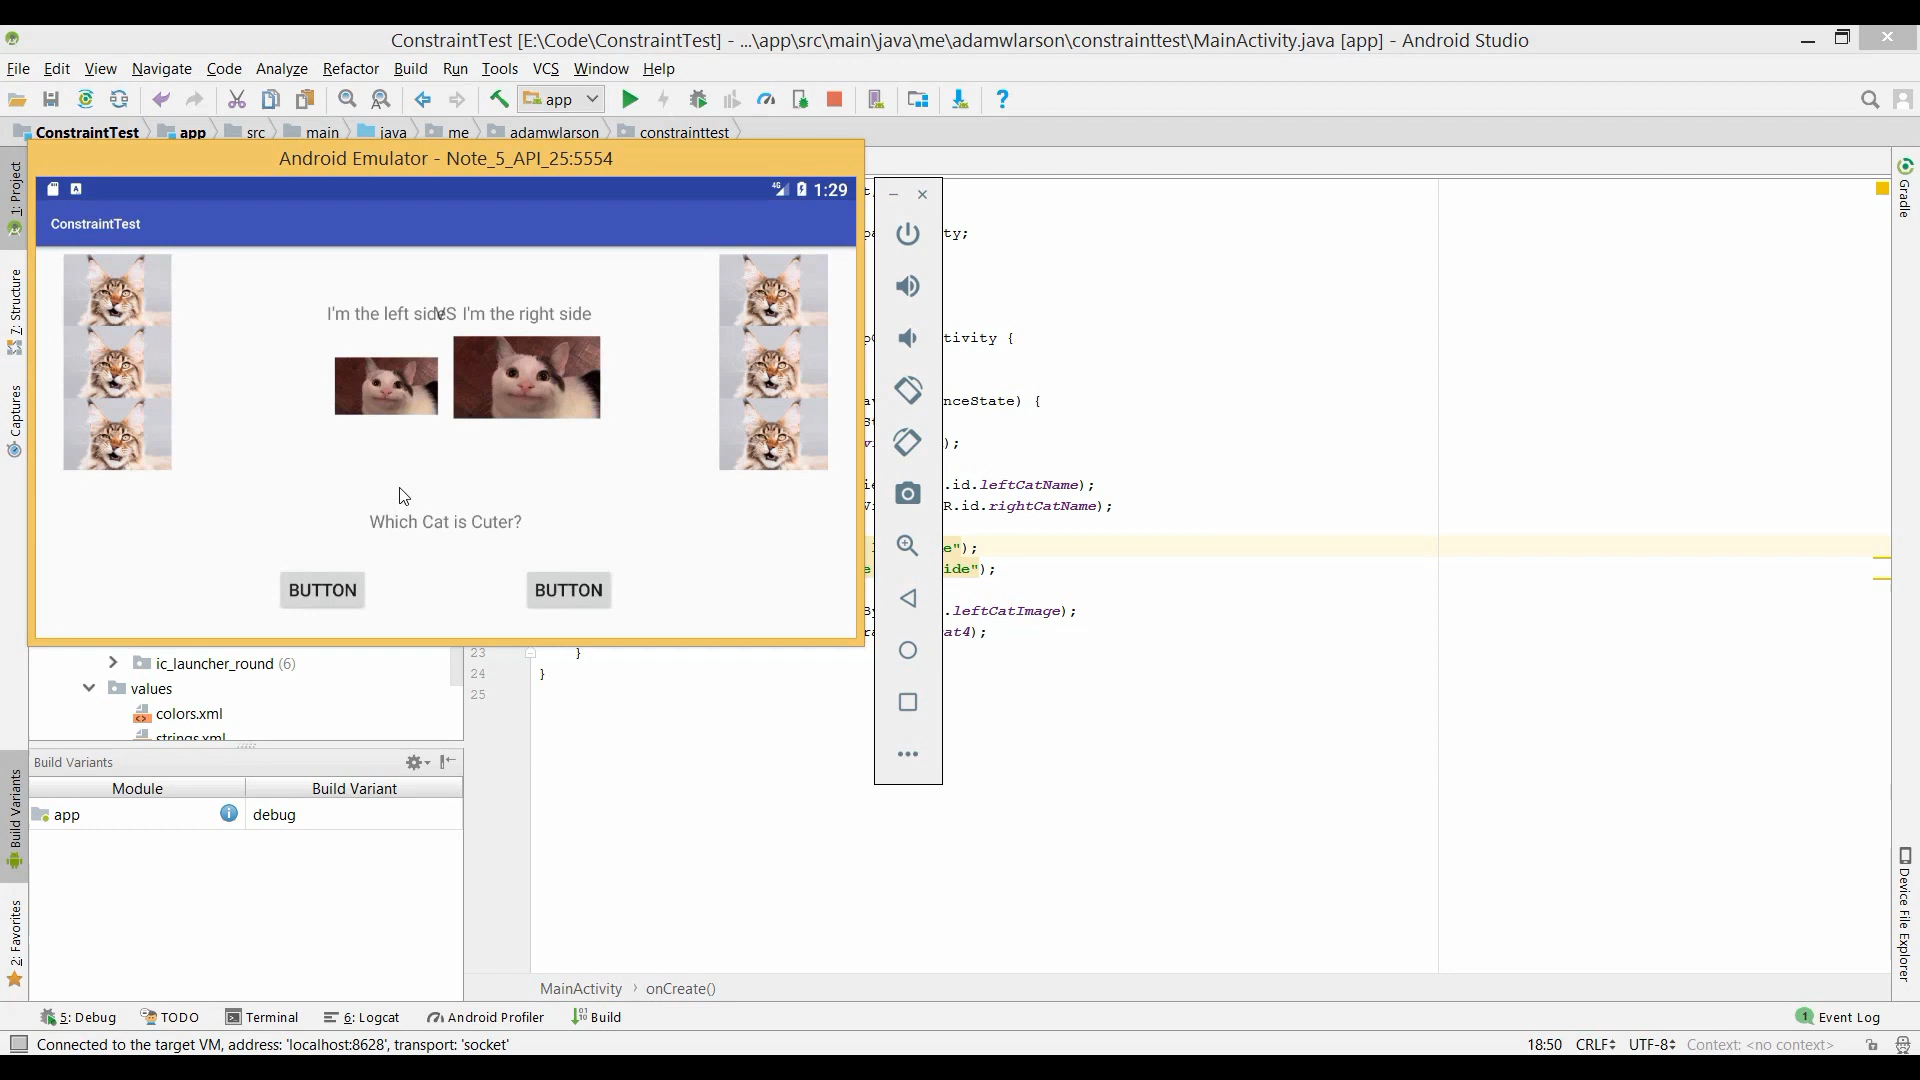 ConstraintTest [E:\Code\ConstraintTest] - ...\app\src\main\java\me\adamwlarson\constrainttest\MainActivity.java [app] - Android Studio
File Edit View Navigate Code Analyze Refactor Build Run Tools VCS Window Help
app
ConstraintTest app src main java me adamwlarson constrainttest
Android Emulator - Note_5_API_25:5554
1:29
ConstraintTest
I'm the left side VS I'm the right side
Which Cat is Cuter?
BUTTON BUTTON
ty;
tivity {
nceState) {
);
.id.leftCatName);
R.id.rightCatName);
e");
ide");
.leftCatImage);
at4);
23 }
24 }
25
ic_launcher_round (6)
values
colors.xml
strings.xml
Build Variants
Module Build Variant
app debug
MainActivity › onCreate()
1: Project
7: Structure
Captures
Build Variants
2: Favorites
Gradle
Device File Explorer
5: Debug TODO Terminal 6: Logcat Android Profiler Build 1 Event Log
Connected to the target VM, address: 'localhost:8628', transport: 'socket' 18:50 CRLF UTF-8 Context: <no context>